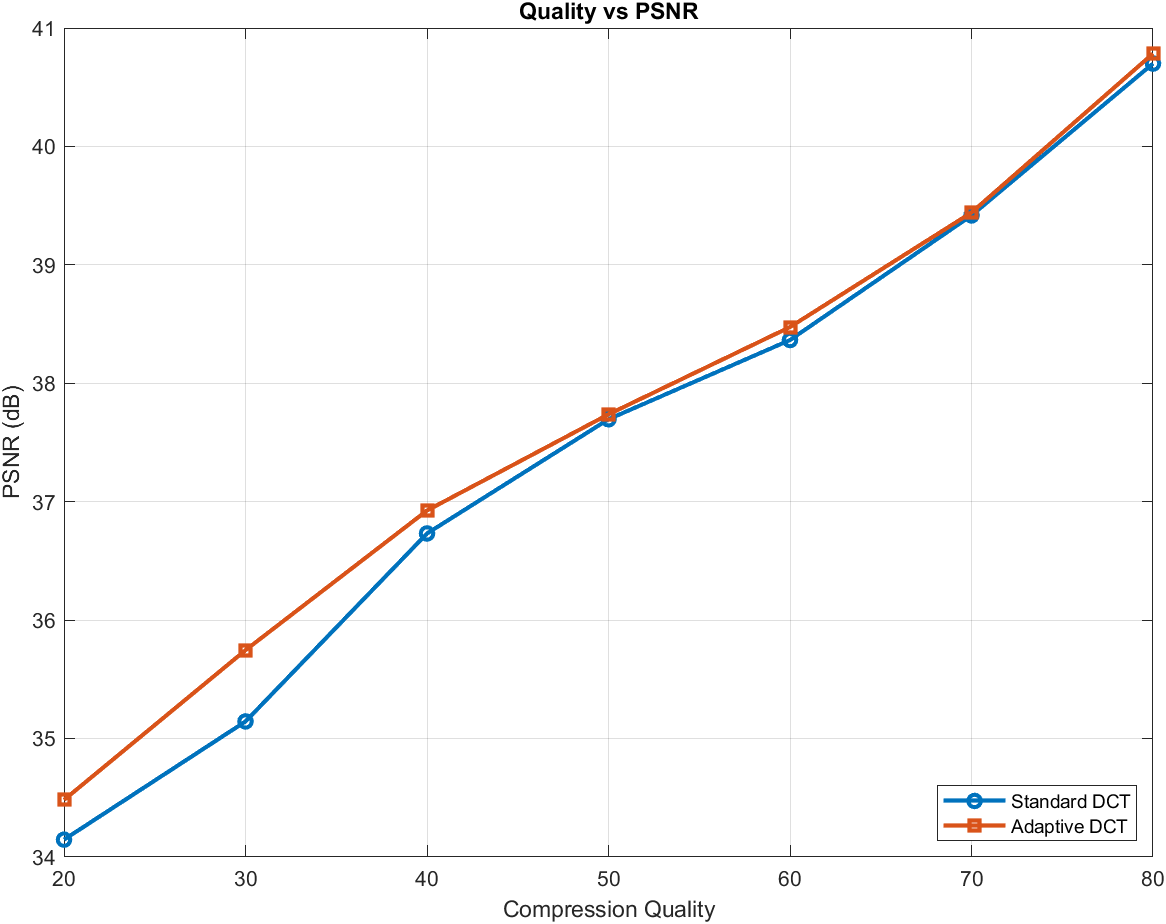 Quality vs PSNR
41
40
39
38
37
36
35
34
PSNR (dB)
20 30 40 50 60 70 80
Compression Quality
Standard DCT
Adaptive DCT